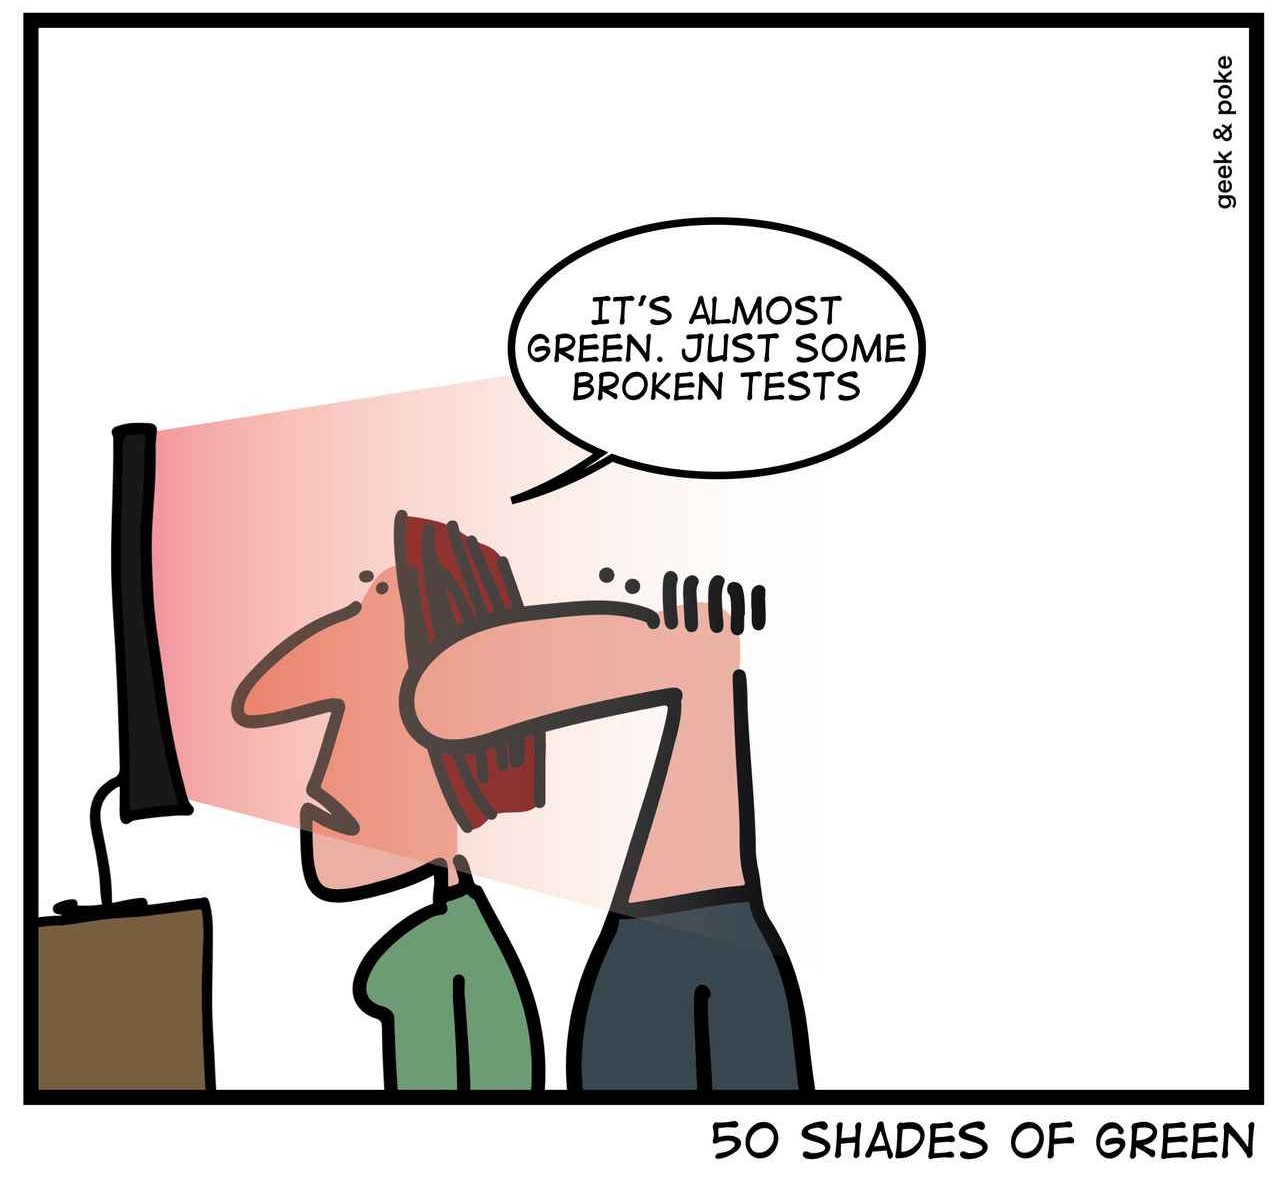 geek & poke
IT'S ALMOST
GREEN. JUST SOME
BROKEN TESTS
50 SHADES OF GREEN